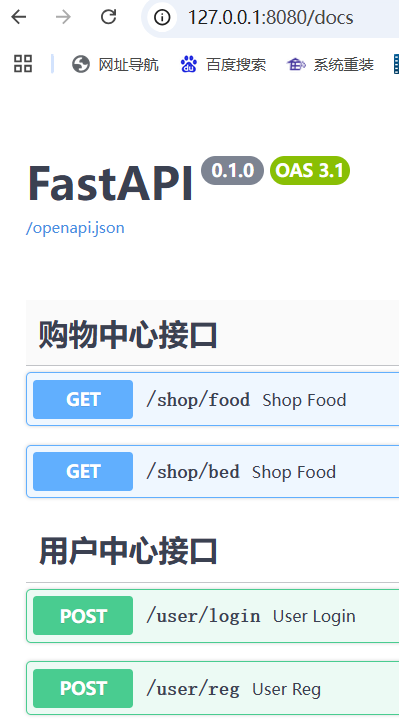 127.0.0.1:8080/docs
网址导航 百度搜索 系统重装
FastAPI 0.1.0 OAS 3.1
/openapi.json
购物中心接口
GET /shop/food Shop Food
GET /shop/bed Shop Food
用户中心接口
POST /user/login User Login
POST /user/reg User Reg